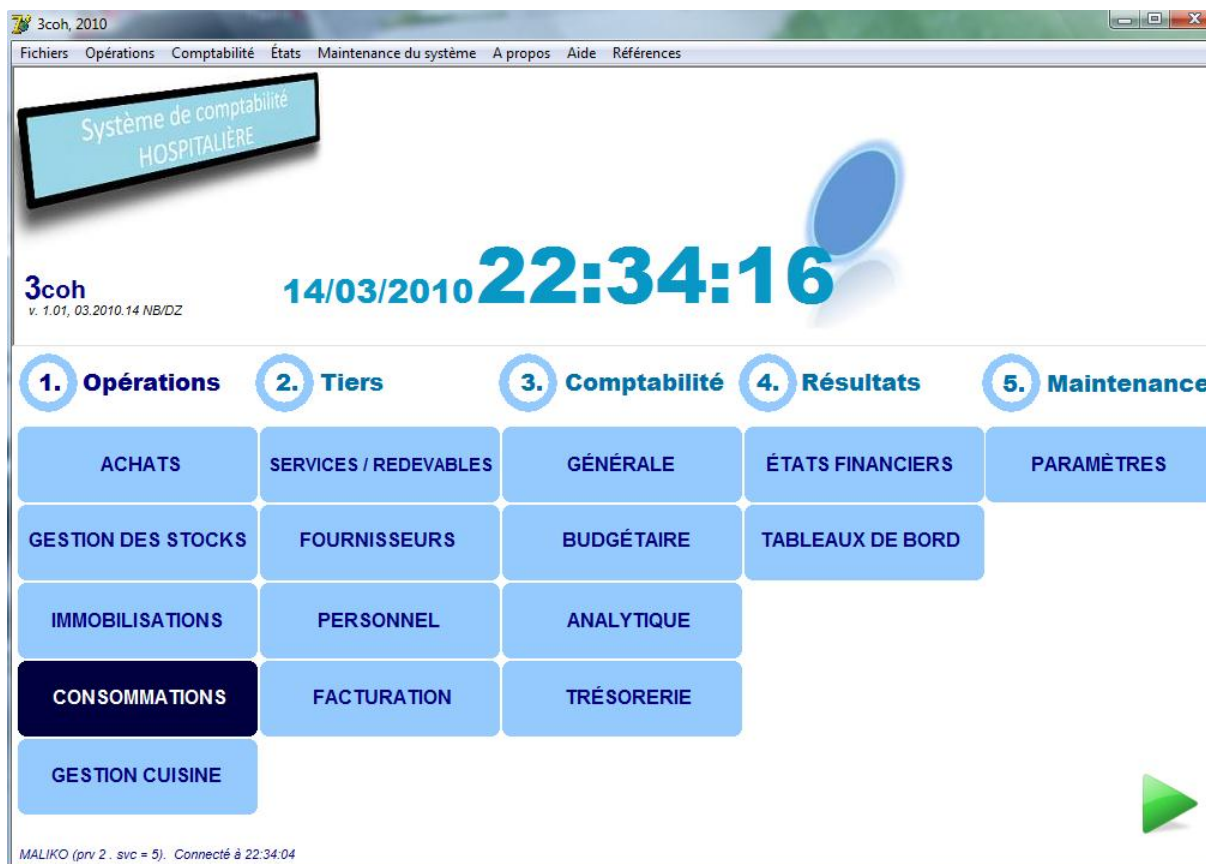 3coh, 2010
Fichiers Opérations Comptabilité États Maintenance du système A propos Aide Références
Système de comptabilité
HOSPITALIÈRE
3coh
v. 1.01, 03.2010.14 NB/DZ
14/03/2010 22:34:16
1. Opérations 2. Tiers 3. Comptabilité 4. Résultats 5. Maintenance
ACHATS SERVICES / REDEVABLES GÉNÉRALE ÉTATS FINANCIERS PARAMÈTRES
GESTION DES STOCKS FOURNISSEURS BUDGÉTAIRE TABLEAUX DE BORD
IMMOBILISATIONS PERSONNEL ANALYTIQUE
CONSOMMATIONS FACTURATION TRÉSORERIE
GESTION CUISINE
MALIKO (prv 2 . svc = 5). Connecté à 22:34:04